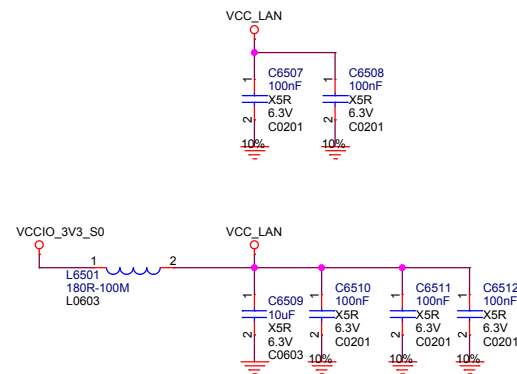 VCC_LAN
1
2
C6507
100nF
X5R
6.3V
C0201
10%
1
2
C6508
100nF
X5R
6.3V
C0201
VCCIO_3V3_S0
1
2
L6501
180R-100M
L0603
VCC_LAN
1
2
C6509
10uF
X5R
6.3V
C0603
1
2
C6510
100nF
X5R
6.3V
C0201
10%
1
2
C6511
100nF
X5R
6.3V
C0201
10%
1
2
C6512
100nF
X5R
6.3V
C0201
10%